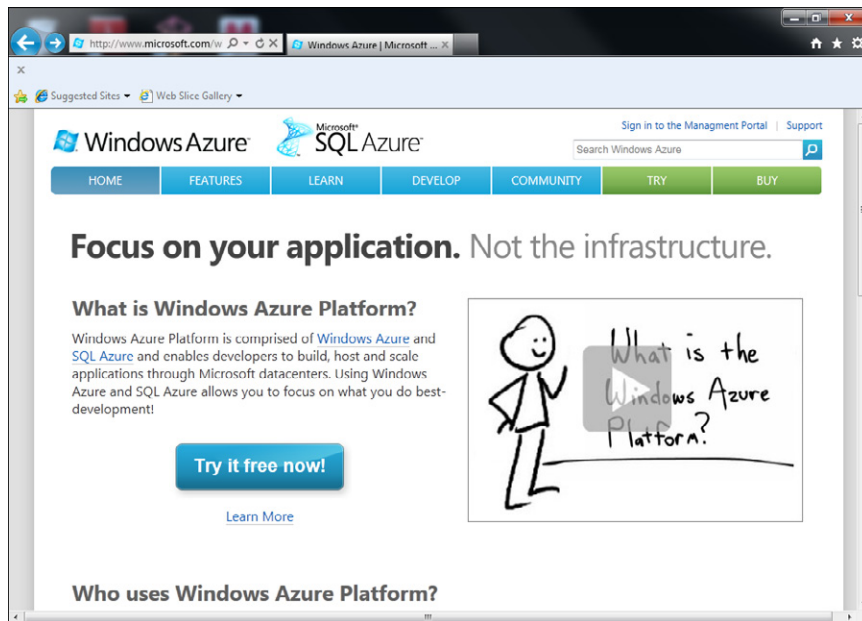 http://www.microsoft.com/w
Windows Azure | Microsoft ...
x
Suggested Sites
Web Slice Gallery
Sign in to the Managment Portal | Support
Windows Azure™
Microsoft® SQL Azure™
Search Windows Azure
HOME FEATURES LEARN DEVELOP COMMUNITY TRY BUY
Focus on your application. Not the infrastructure.
What is Windows Azure Platform?
Windows Azure Platform is comprised of Windows Azure and
SQL Azure and enables developers to build, host and scale
applications through Microsoft datacenters. Using Windows
Azure and SQL Azure allows you to focus on what you do best-
development!
What is the
Windows Azure
Platform?
Try it free now!
Learn More
Who uses Windows Azure Platform?